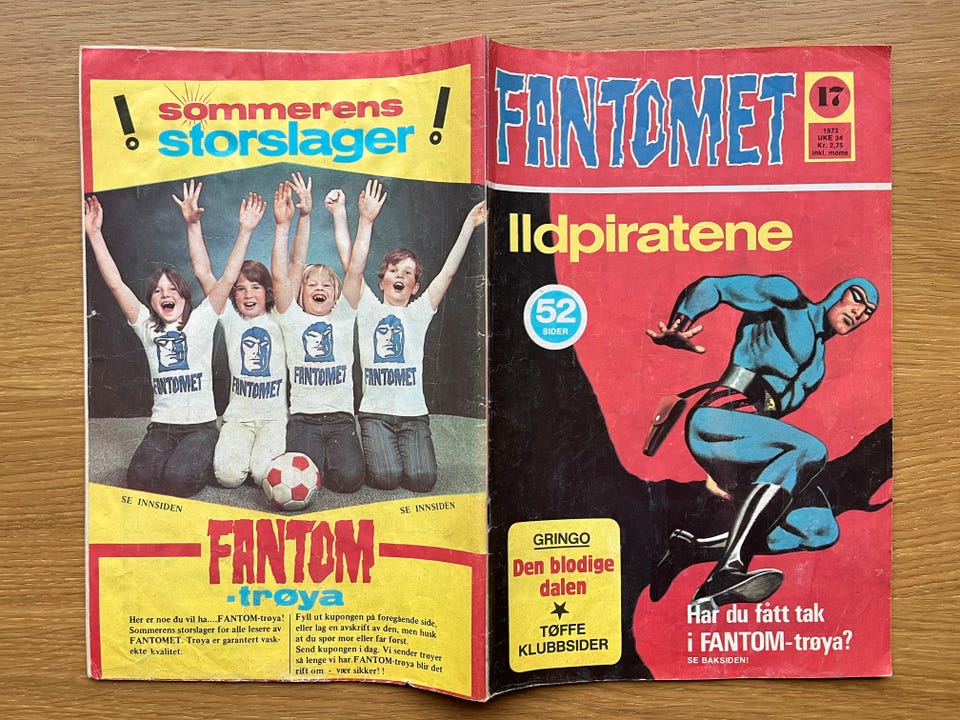 ! sommerens !
storslager
FANTOMET
FANTOMET
FANTOMET
FANTOMET
SE INNSIDEN
SE INNSIDEN
FANTOM
-trøya
Her er noe du vil ha....FANTOM-trøya!
Sommerens storslager for alle lesere av
FANTOMET. Trøya er garantert vask-
ekte kvalitet.
Fyll ut kupongen på foregående side,
eller lag en avskrift av den, men husk
at du spør mor eller far først.
Send kupongen i dag. Vi sender trøyer
så lenge vi har. FANTOM-trøya blir det
rift om - vær sikker!!
FANTOMET
17
1973
UKE 34
Kr. 2,75
inkl. moms
Ildpiratene
52
SIDER
GRINGO
Den blodige
dalen
TØFFE
KLUBBSIDER
Har du fått tak
i FANTOM-trøya?
SE BAKSIDEN!